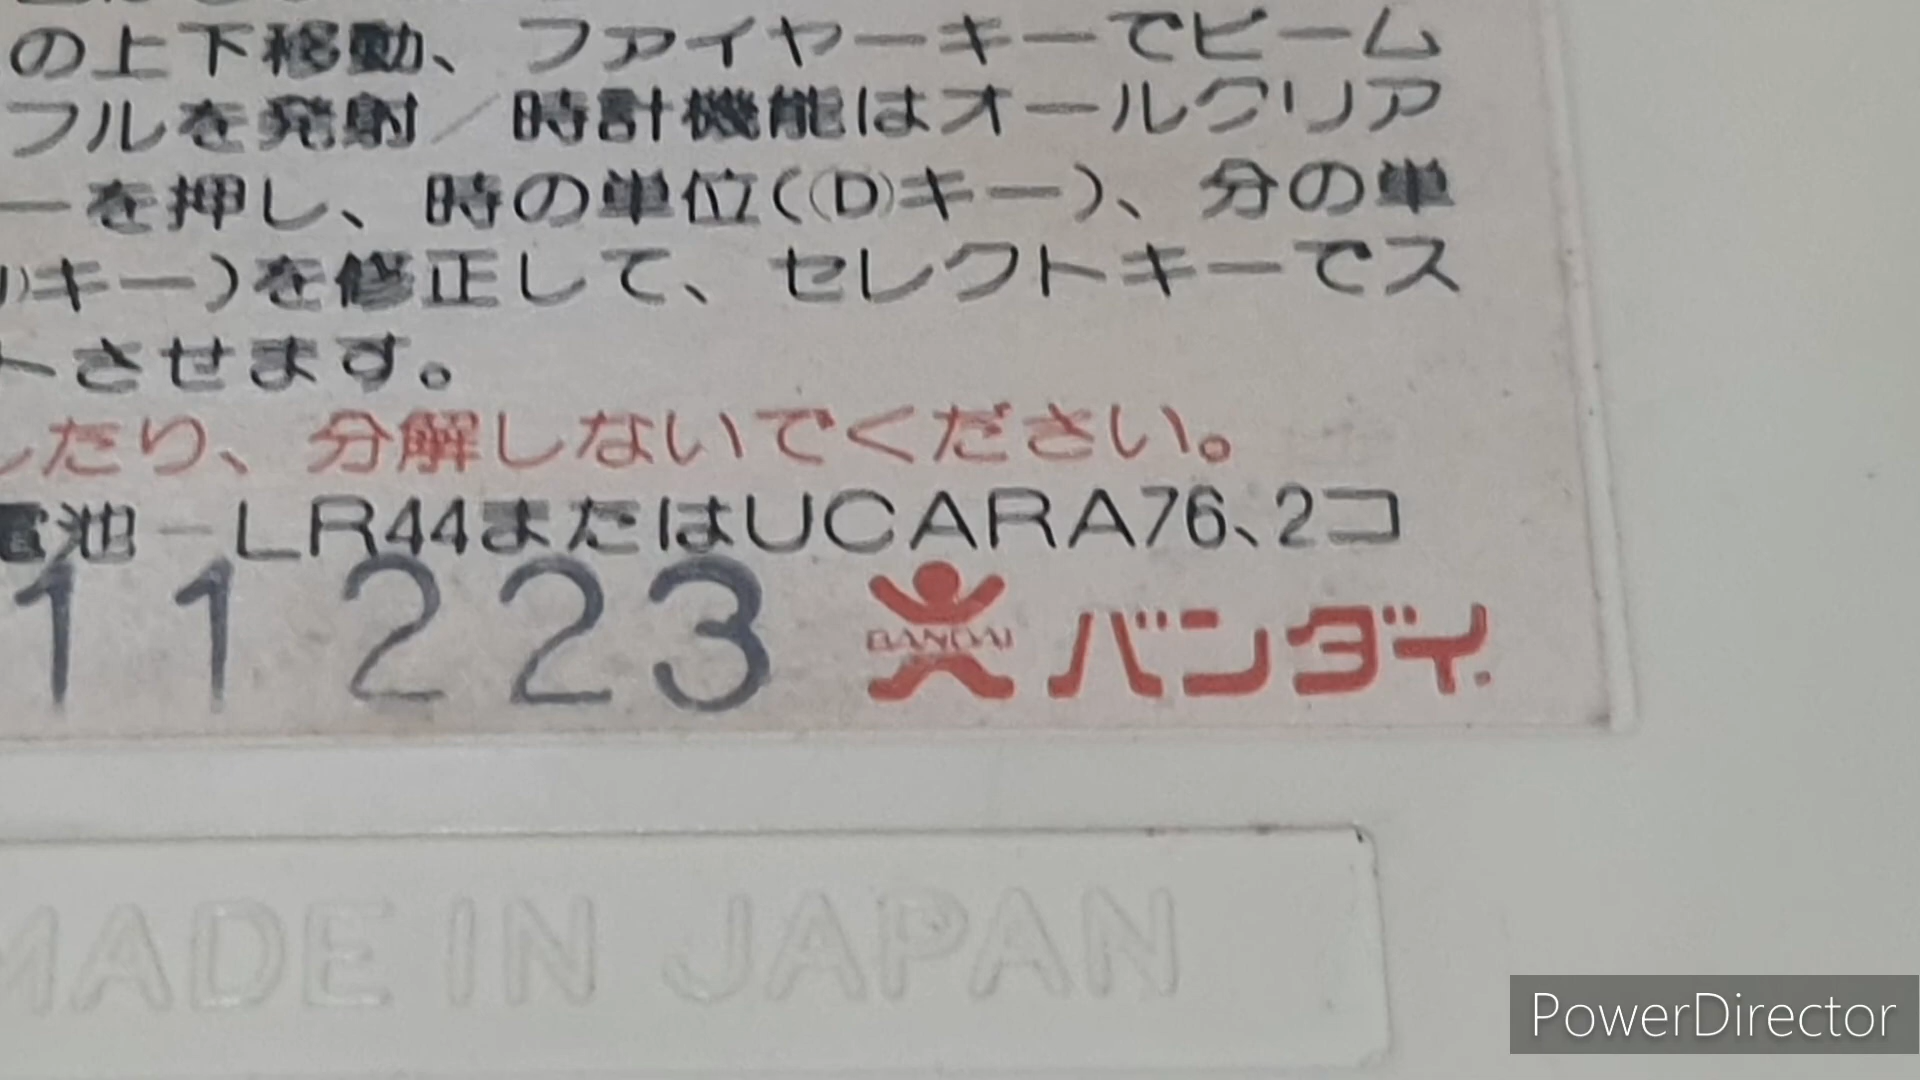 の上下移動、ファイヤーキーでビーム
フルを発射／時計機能はオールクリア
ーを押し、時の単位((D)キー)、分の単
)キー)を修正して、セレクトキーでス
トさせます。
したり、分解しないでください。
電池－LR44またはUCARA76、2コ
11223 BANDAI バンダイ
MADE IN JAPAN
PowerDirector